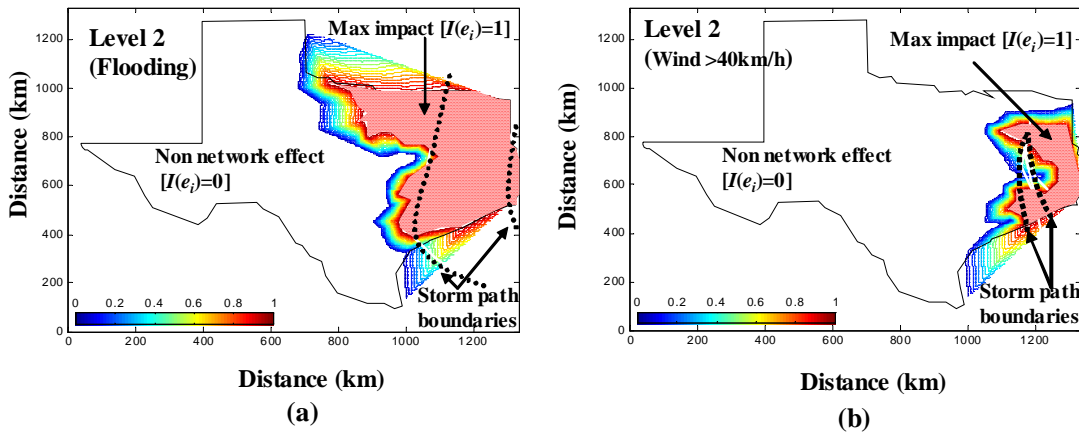 Level 2
(Flooding)
Max impact [I(e_i)=1]
Non network effect
[I(e_i)=0]
Storm path
boundaries
0 0.2 0.4 0.6 0.8 1
1200
1000
800
600
400
200
0
0 200 400 600 800 1000 1200
Distance (km)
Distance (km)
(a)
Level 2
(Wind >40km/h)
Max impact [I(e_i)=1]
Non network effect
[I(e_i)=0]
Storm path
boundaries
0 0.2 0.4 0.6 0.8 1
1200
1000
800
600
400
200
0
0 200 400 600 800 1000 1200
Distance (km)
Distance (km)
(b)